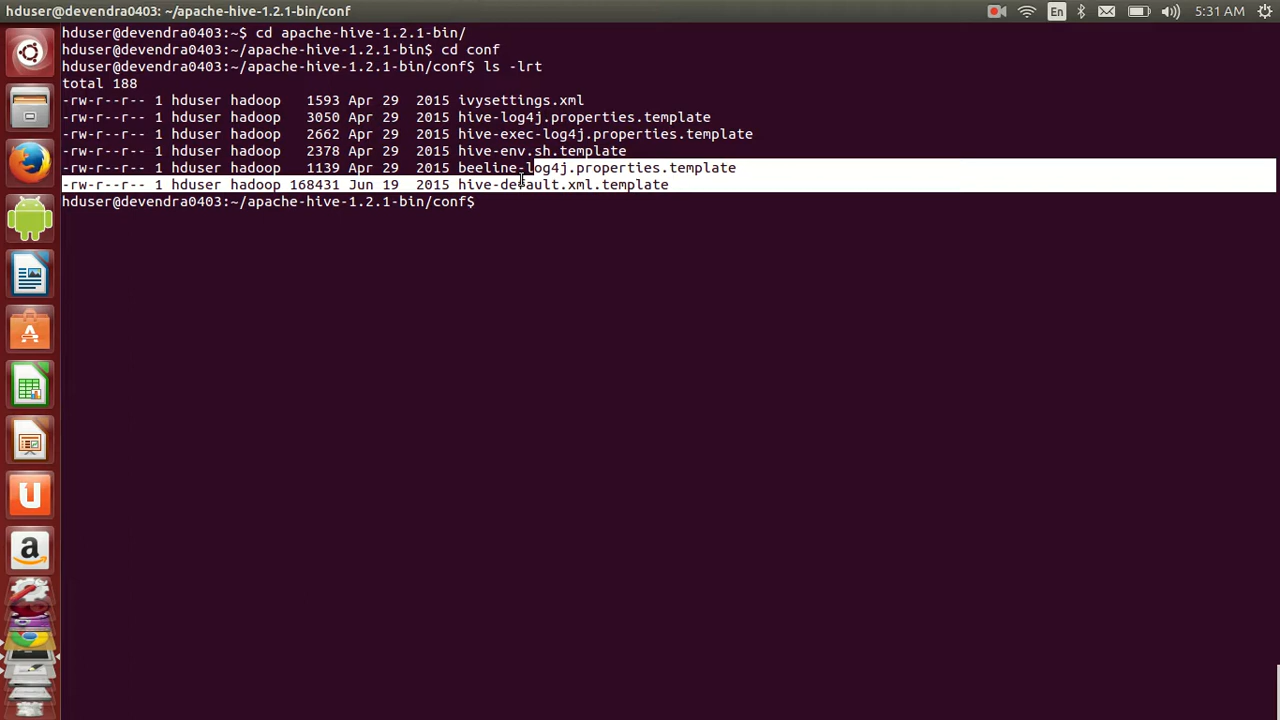 hduser@devendra0403: ~/apache-hive-1.2.1-bin/conf
En
5:31 AM
hduser@devendra0403:~$ cd apache-hive-1.2.1-bin/
hduser@devendra0403:~/apache-hive-1.2.1-bin$ cd conf
hduser@devendra0403:~/apache-hive-1.2.1-bin/conf$ ls -lrt
total 188
-rw-r--r-- 1 hduser hadoop   1593 Apr 29  2015 ivysettings.xml
-rw-r--r-- 1 hduser hadoop   3050 Apr 29  2015 hive-log4j.properties.template
-rw-r--r-- 1 hduser hadoop   2662 Apr 29  2015 hive-exec-log4j.properties.template
-rw-r--r-- 1 hduser hadoop   2378 Apr 29  2015 hive-env.sh.template
-rw-r--r-- 1 hduser hadoop   1139 Apr 29  2015 beeline-log4j.properties.template
-rw-r--r-- 1 hduser hadoop 168431 Jun 19  2015 hive-default.xml.template
hduser@devendra0403:~/apache-hive-1.2.1-bin/conf$